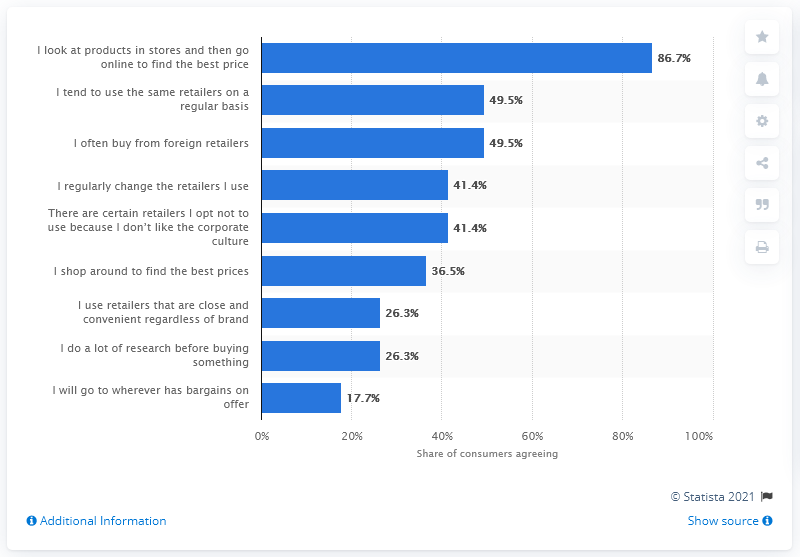 I look at products in stores and then go
online to find the best price
86.7%
I tend to use the same retailers on a
regular basis
49.5%
I often buy from foreign retailers
49.5%
I regularly change the retailers I use
41.4%
There are certain retailers I opt not to
use because I don’t like the corporate
culture
41.4%
I shop around to find the best prices
36.5%
I use retailers that are close and
convenient regardless of brand
26.3%
I do a lot of research before buying
something
26.3%
I will go to wherever has bargains on
offer
17.7%
0% 20% 40% 60% 80% 100%
Share of consumers agreeing
© Statista 2021
Additional Information
Show source